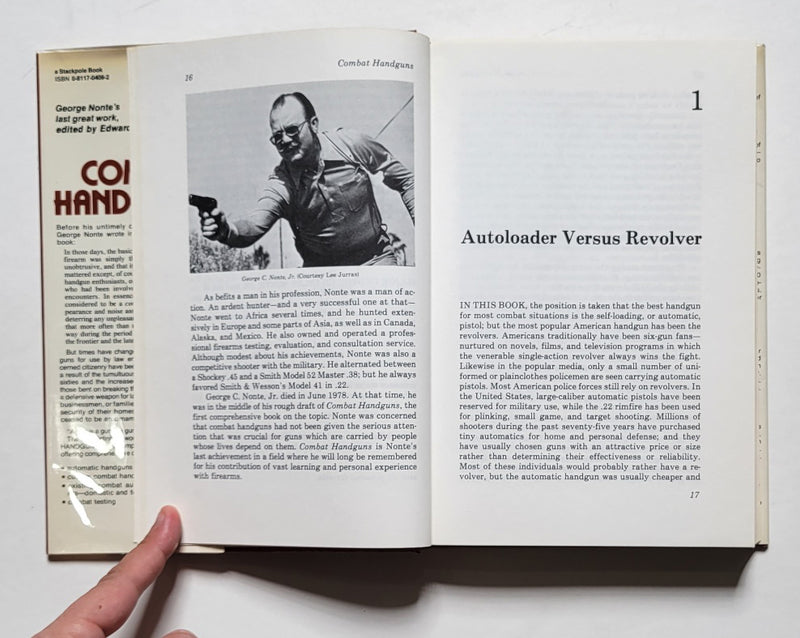 a Stackpole Book
ISBN 0-8117-0409-2
George Nonte's
last great work,
edited by Edward
COM
HAND
Before his untimely
George Nonte wrote in
book:
In those days, the basic
firearm was simply
unobtrusive, and that
mattered except, of
handgun enthusiasts,
who had been
encounters. In essence
considered to be a
pearance and noise
deterring any
that more often
way during the period
the frontier and the
But times have
guns for use by law
cerned citizenry have
a result of the tumultuous
sixties and the
those bent on breaking
a defensive weapon for
businessmen, or
security of their homes
ceased to be an
offering
automatic handguns
combat
combat testing
16
Combat Handguns
George C. Nonte, Jr. (Courtesy Lee Jurras)
As befits a man in his profession, Nonte was a man of ac-
tion. An ardent hunter—and a very successful one at that—
Nonte went to Africa several times, and he hunted exten-
sively in Europe and some parts of Asia, as well as in Canada,
Alaska, and Mexico. He also owned and operated a profes-
sional firearms testing, evaluation, and consultation service.
Although modest about his achievements, Nonte was also a
competitive shooter with the military. He alternated between
a Shockey .45 and a Smith Model 52 Master .38; but he always
favored Smith & Wesson's Model 41 in .22.
George C. Nonte, Jr. died in June 1978. At that time, he
was in the middle of his rough draft of Combat Handguns, the
first comprehensive book on the topic. Nonte was concerned
that combat handguns had not been given the serious atten-
tion that was crucial for guns which are carried by people
whose lives depend on them. Combat Handguns is Nonte's
last achievement in a field where he will long be remembered
for his contribution of vast learning and personal experience
with firearms.
1
Autoloader Versus Revolver
IN THIS BOOK, the position is taken that the best handgun
for most combat situations is the self-loading, or automatic,
pistol; but the most popular American handgun has been the
revolvers. Americans traditionally have been six-gun fans—
nurtured on novels, films, and television programs in which
the venerable single-action revolver always wins the fight.
Likewise in the popular media, only a small number of uni-
formed or plainclothes policemen are seen carrying automatic
pistols. Most American police forces still rely on revolvers. In
the United States, large-caliber automatic pistols have been
reserved for military use, while the .22 rimfire has been used
for plinking, small game, and target shooting. Millions of
shooters during the past seventy-five years have purchased
tiny automatics for home and personal defense; and they
have usually chosen guns with an attractive price or size
rather than determining their effectiveness or reliability.
Most of these individuals would probably rather have a re-
volver, but the automatic handgun was usually cheaper and
17